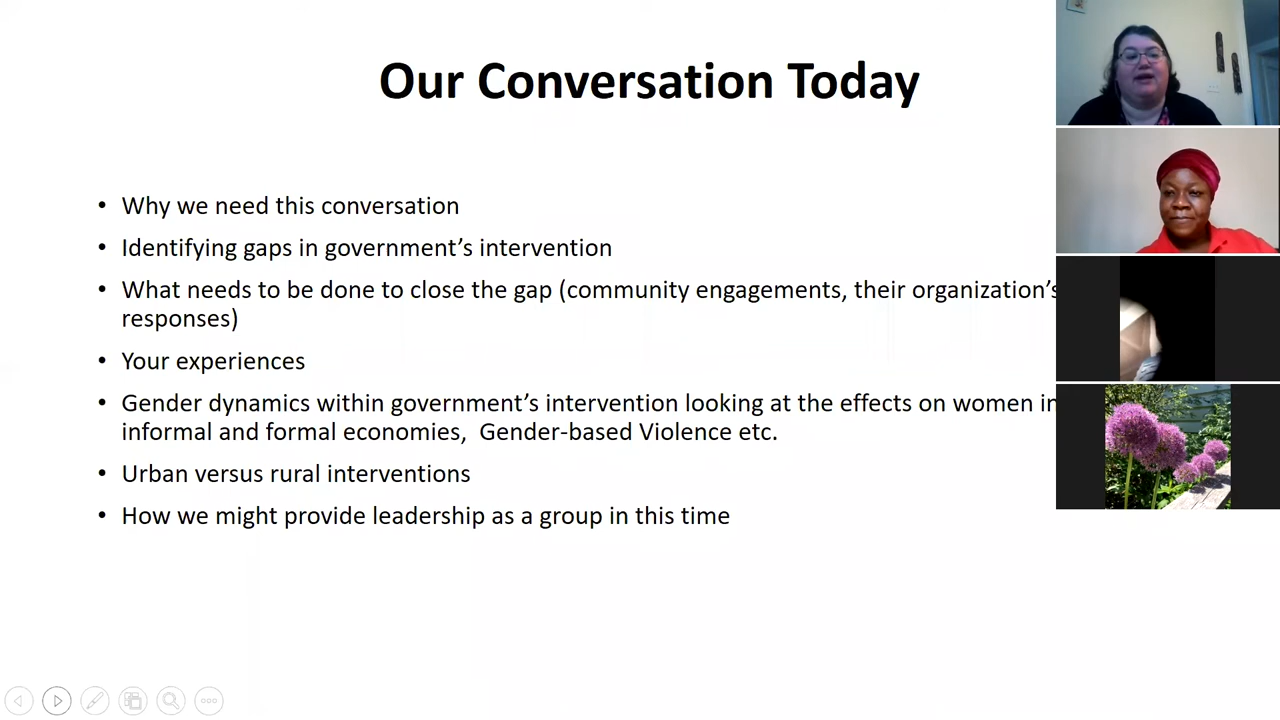 Our Conversation Today
• Why we need this conversation
• Identifying gaps in government’s intervention
• What needs to be done to close the gap (community engagements, their organization’s
responses)
• Your experiences
• Gender dynamics within government’s intervention looking at the effects on women in
informal and formal economies,  Gender-based Violence etc.
• Urban versus rural interventions
• How we might provide leadership as a group in this time